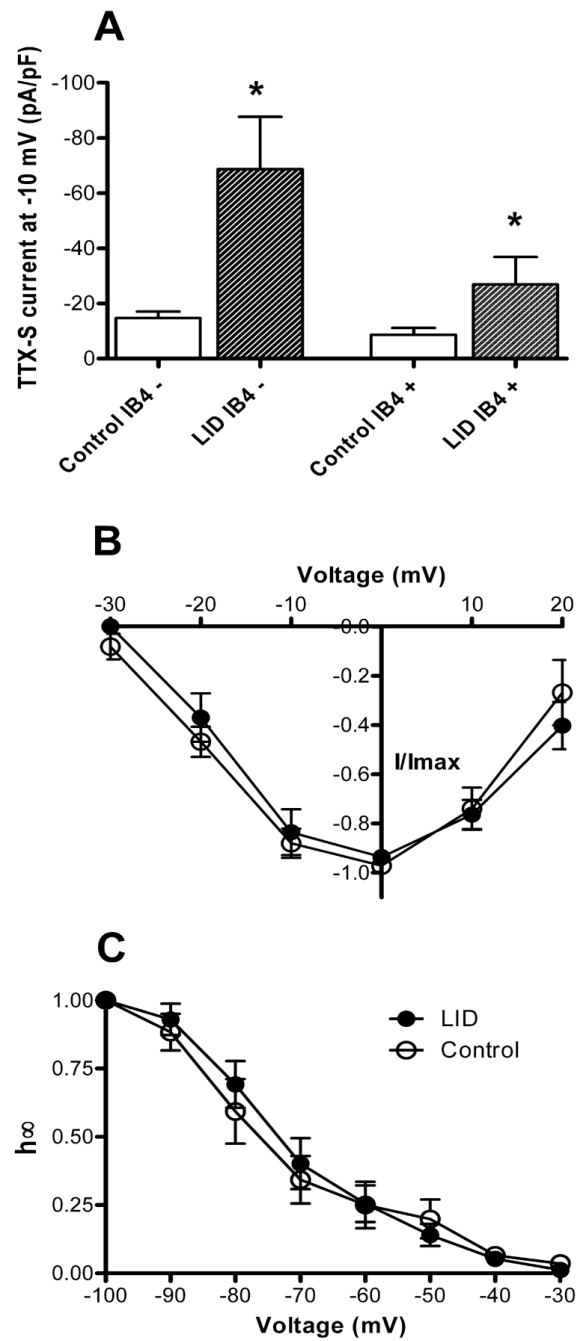 A
TTX-S current at -10 mV (pA/pF)
-100
-80
-60
-40
-20
0
*
*
Control IB4 -
LID IB4 -
Control IB4 +
LID IB4 +
B
Voltage (mV)
-30 -20 -10 10 20
-0.0
-0.2
-0.4
I/Imax
-0.6
-0.8
-1.0
C
1.00
0.75
0.50
0.25
0.00
h∞
LID
Control
-100 -90 -80 -70 -60 -50 -40 -30
Voltage (mV)